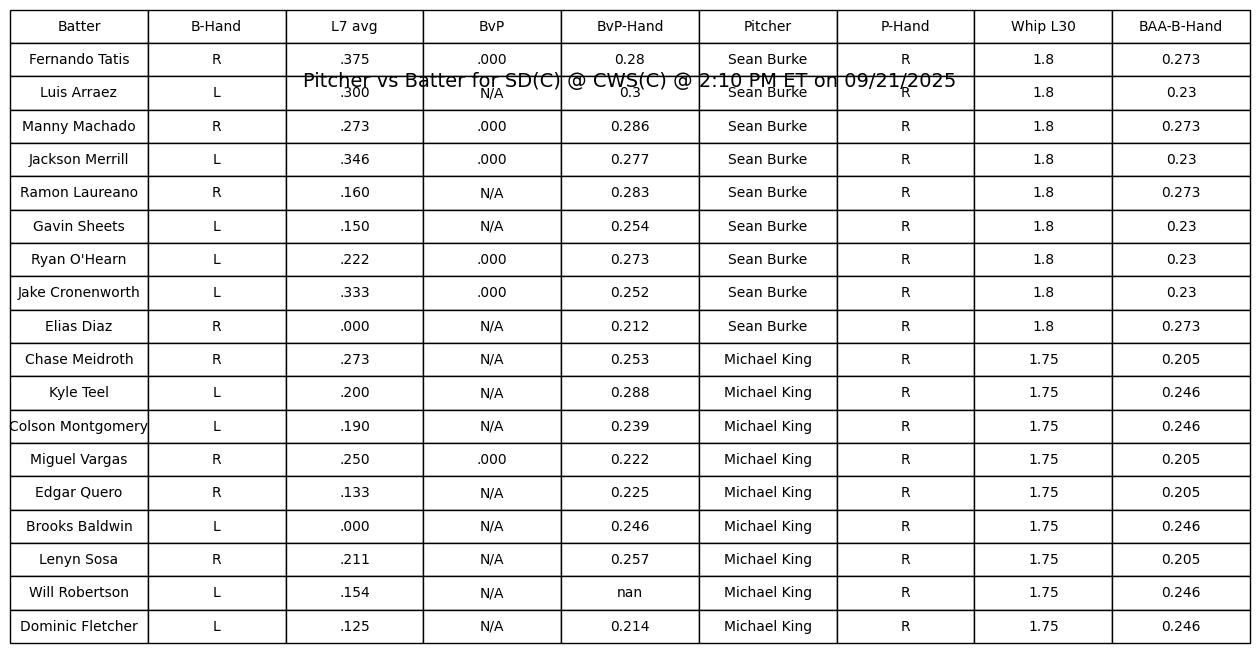 Batter B-Hand L7 avg BvP BvP-Hand Pitcher P-Hand Whip L30 BAA-B-Hand
Fernando Tatis R .375 .000 0.28 Sean Burke R 1.8 0.273
Pitcher vs Batter for SD(C) @ CWS(C) @ 2:10 PM ET on 09/21/2025
Luis Arraez L .300 N/A 0.3 Sean Burke R 1.8 0.23
Manny Machado R .273 .000 0.286 Sean Burke R 1.8 0.273
Jackson Merrill L .346 .000 0.277 Sean Burke R 1.8 0.23
Ramon Laureano R .160 N/A 0.283 Sean Burke R 1.8 0.273
Gavin Sheets L .150 N/A 0.254 Sean Burke R 1.8 0.23
Ryan O'Hearn L .222 .000 0.273 Sean Burke R 1.8 0.23
Jake Cronenworth L .333 .000 0.252 Sean Burke R 1.8 0.23
Elias Diaz R .000 N/A 0.212 Sean Burke R 1.8 0.273
Chase Meidroth R .273 N/A 0.253 Michael King R 1.75 0.205
Kyle Teel L .200 N/A 0.288 Michael King R 1.75 0.246
Colson Montgomery L .190 N/A 0.239 Michael King R 1.75 0.246
Miguel Vargas R .250 .000 0.222 Michael King R 1.75 0.205
Edgar Quero R .133 N/A 0.225 Michael King R 1.75 0.205
Brooks Baldwin L .000 N/A 0.246 Michael King R 1.75 0.246
Lenyn Sosa R .211 N/A 0.257 Michael King R 1.75 0.205
Will Robertson L .154 N/A nan Michael King R 1.75 0.246
Dominic Fletcher L .125 N/A 0.214 Michael King R 1.75 0.246